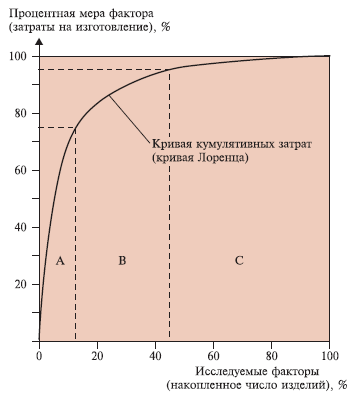 Процентная мера фактора
(затраты на изготовление), %
100
80
60
40
20
Кривая кумулятивных затрат
(кривая Лоренца)
A
B
C
0
20
40
60
80
100
Исследуемые факторы
(накопленное число изделий), %